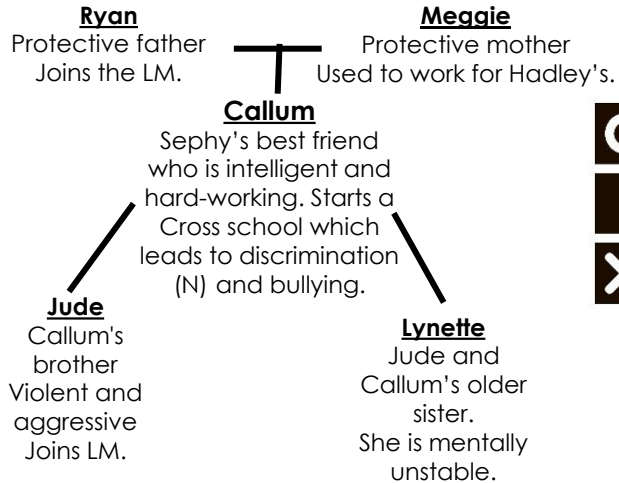 Ryan
Protective father
Joins the LM.
Meggie
Protective mother
Used to work for Hadley's.
Callum
Sephy’s best friend
who is intelligent and
hard-working. Starts a
Cross school which
leads to discrimination
(N) and bullying.
Jude
Callum's
brother
Violent and
aggressive
Joins LM.
Lynette
Jude and
Callum’s older
sister.
She is mentally
unstable.